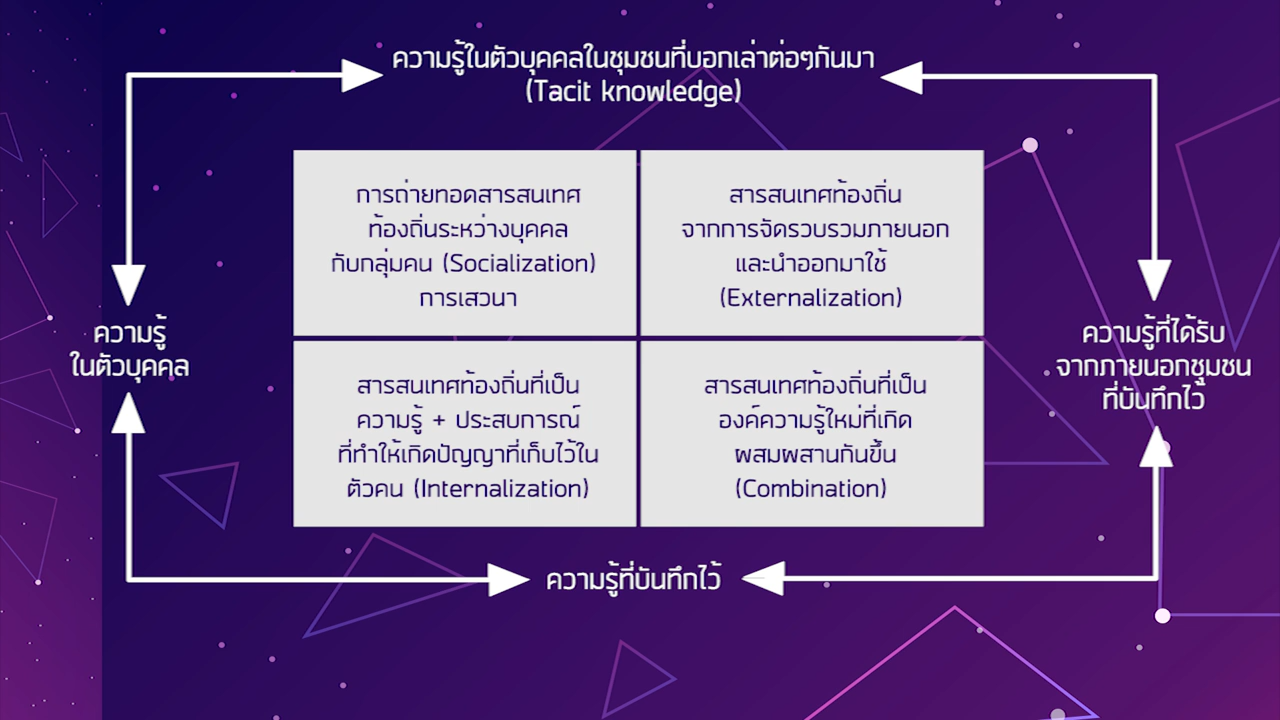 ความรู้ในตัวบุคคลในชุมชนที่บอกเล่าต่อๆกันมา
(Tacit knowledge)
การถ่ายทอดสารสนเทศ
ท้องถิ่นระหว่างบุคคล
กับกลุ่มคน (Socialization)
การเสวนา
สารสนเทศท้องถิ่น
จากการจัดรวบรวมภายนอก
และนำออกมาใช้
(Externalization)
ความรู้
ในตัวบุคคล
ความรู้ที่ได้รับ
จากภายนอกชุมชน
ที่บันทึกไว้
สารสนเทศท้องถิ่นที่เป็น
ความรู้ + ประสบการณ์
ที่ทำให้เกิดปัญญาที่เก็บไว้ใน
ตัวคน (Internalization)
สารสนเทศท้องถิ่นที่เป็น
องค์ความรู้ใหม่ที่เกิด
ผสมผสานกันขึ้น
(Combination)
ความรู้ที่บันทึกไว้